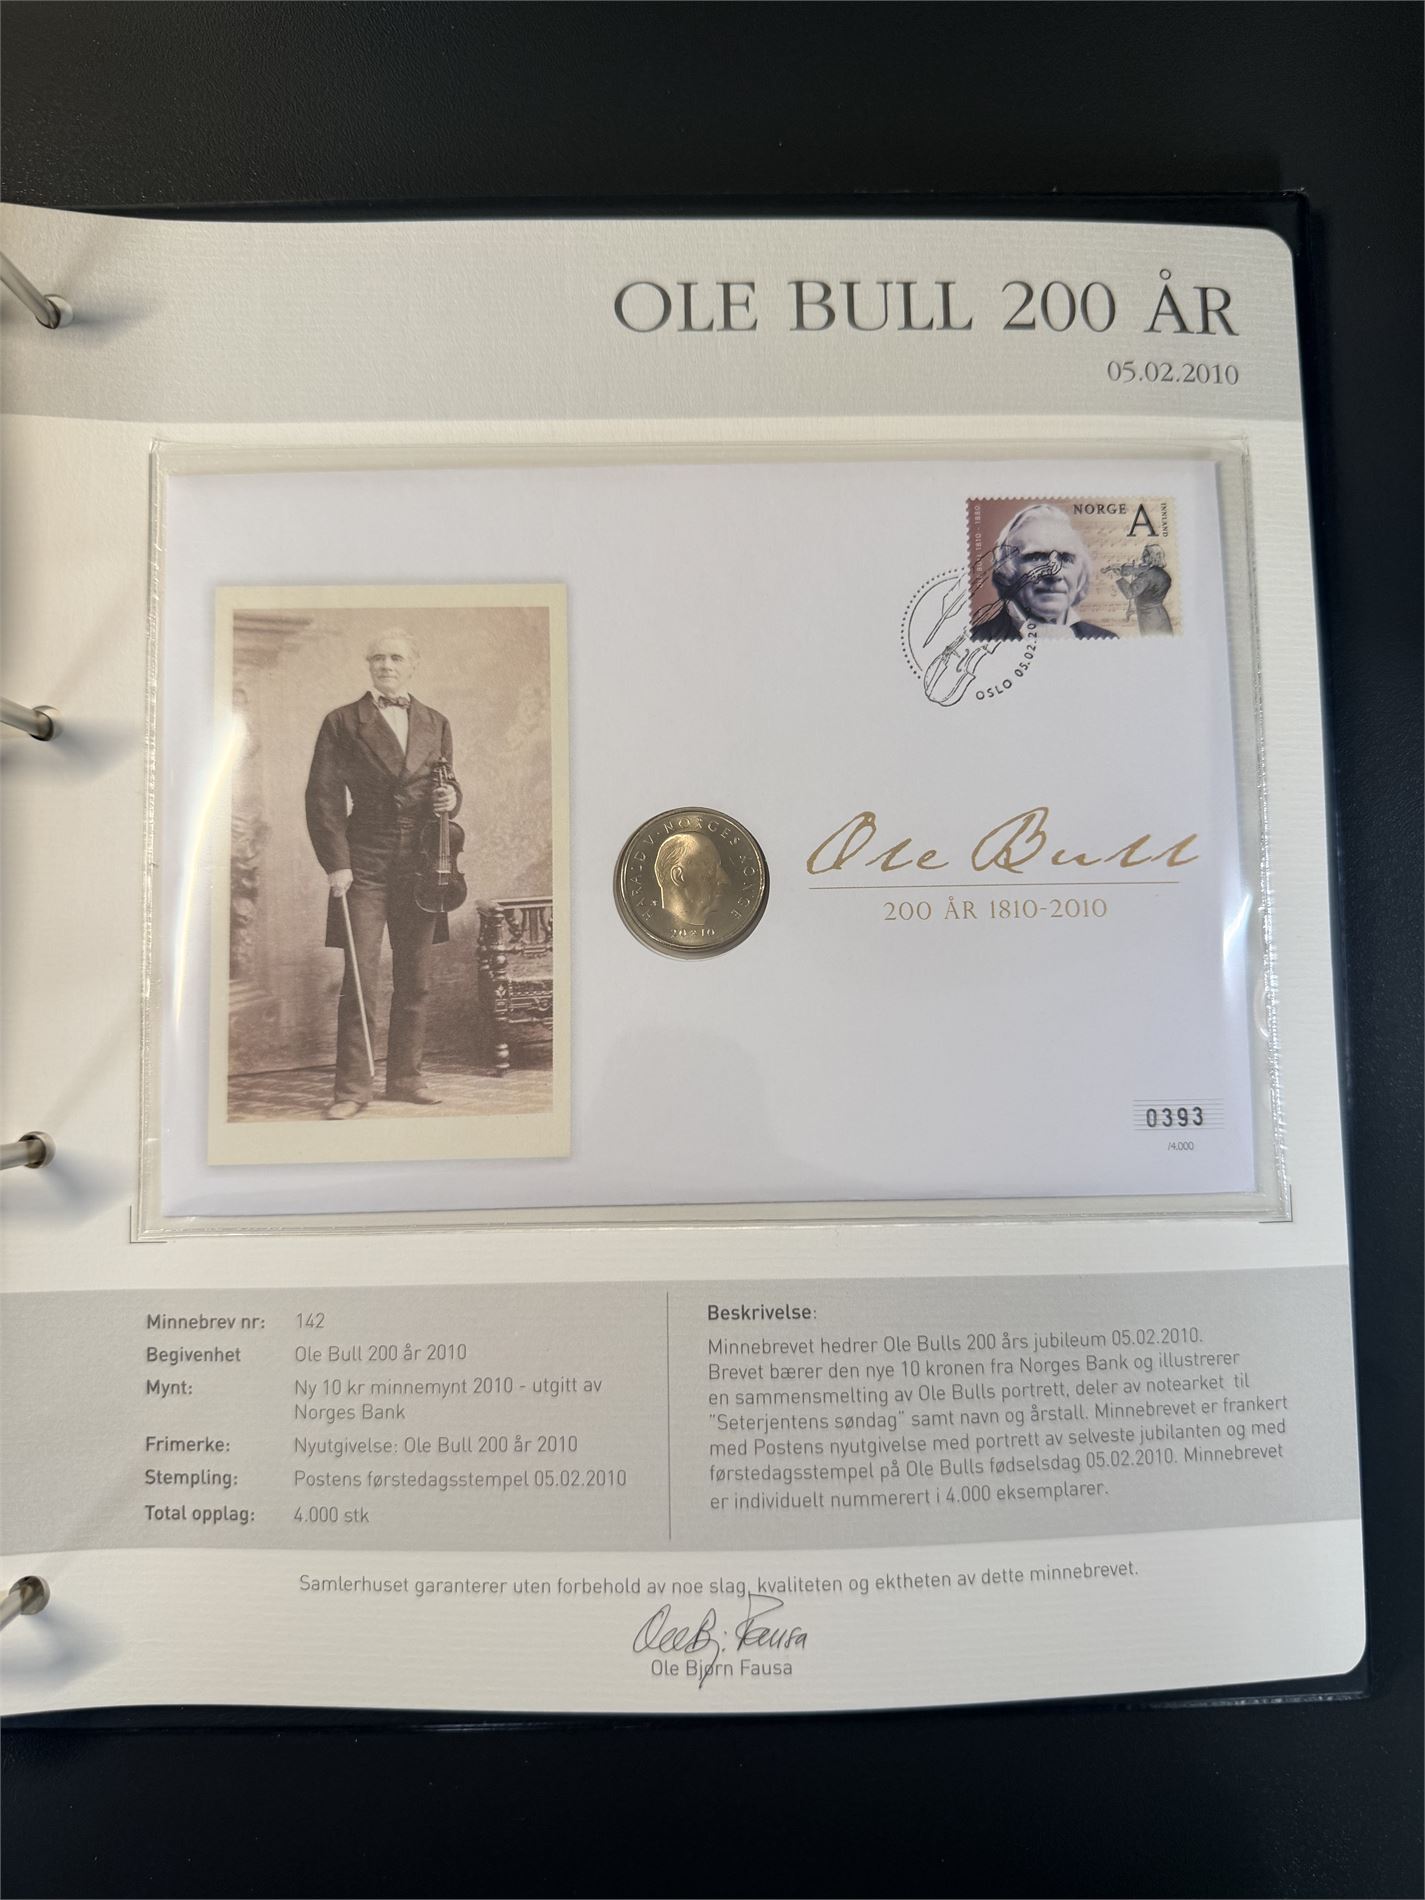 OLE BULL 200 ÅR
05.02.2010
NORGE A
INNLAND
OLE BULL 1810 - 1880
OSLO 05.02.20
HARALD V · NORGES KONGE
2010
Ole Bull
200 ÅR 1810-2010
0393
/4.000
Minnebrev nr: 142
Begivenhet Ole Bull 200 år 2010
Mynt: Ny 10 kr minnemynt 2010 - utgitt av
Norges Bank
Frimerke: Nyutgivelse: Ole Bull 200 år 2010
Stempling: Postens førstedagsstempel 05.02.2010
Total opplag: 4.000 stk
Beskrivelse:
Minnebrevet hedrer Ole Bulls 200 års jubileum 05.02.2010.
Brevet bærer den nye 10 kronen fra Norges Bank og illustrerer
en sammensmelting av Ole Bulls portrett, deler av notearket til
"Seterjentens søndag" samt navn og årstall. Minnebrevet er frankert
med Postens nyutgivelse med portrett av selveste jubilanten og med
førstedagsstempel på Ole Bulls fødselsdag 05.02.2010. Minnebrevet
er individuelt nummerert i 4.000 eksemplarer.
Samlerhuset garanterer uten forbehold av noe slag, kvaliteten og ektheten av dette minnebrevet.
Ole Bj. Fausa
Ole Bjørn Fausa